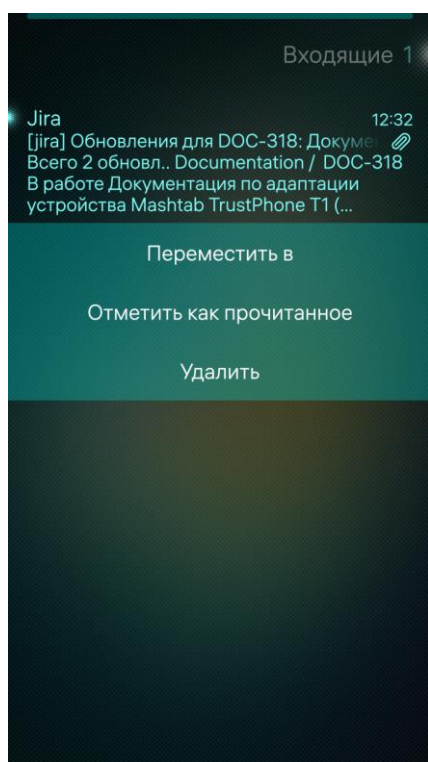 Входящие 1
Jira 12:32
[jira] Обновления для DOC-318: Докуме
Всего 2 обновл.. Documentation / DOC-318
В работе Документация по адаптации
устройства Mashtab TrustPhone T1 (...
Переместить в
Отметить как прочитанное
Удалить